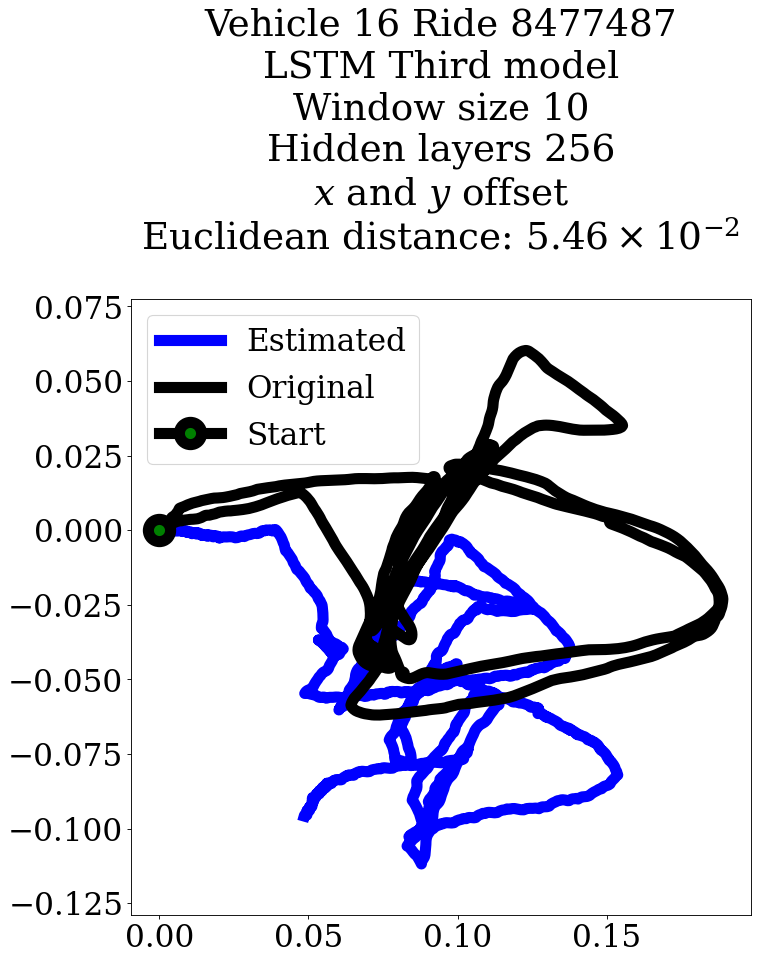 Vehicle 16 Ride 8477487
LSTM Third model
Window size 10
Hidden layers 256
x and y offset
Euclidean distance: 5.46 × 10⁻²
0.075
0.050
0.025
0.000
−0.025
−0.050
−0.075
−0.100
−0.125
Estimated
Original
Start
0.00 0.05 0.10 0.15